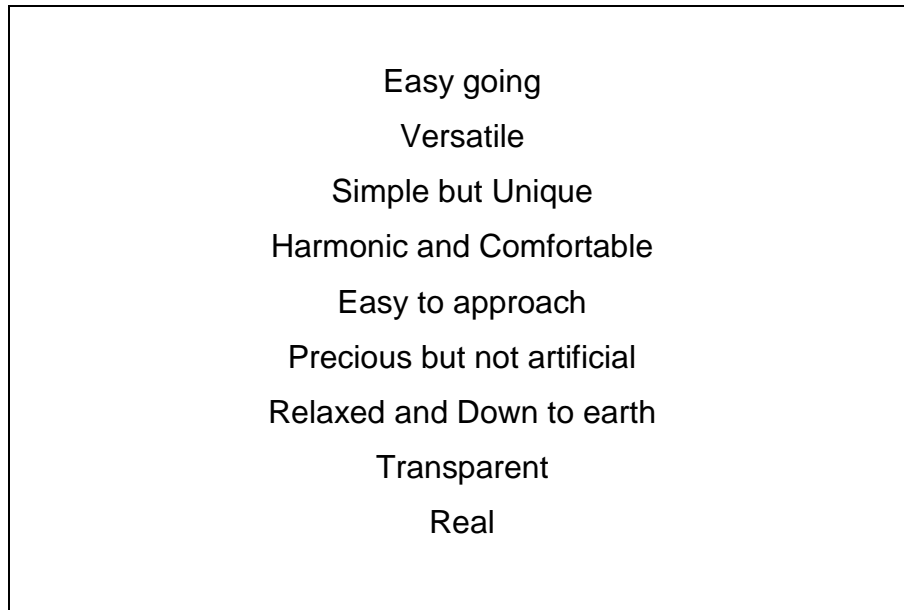 Easy going
Versatile
Simple but Unique
Harmonic and Comfortable
Easy to approach
Precious but not artificial
Relaxed and Down to earth
Transparent
Real